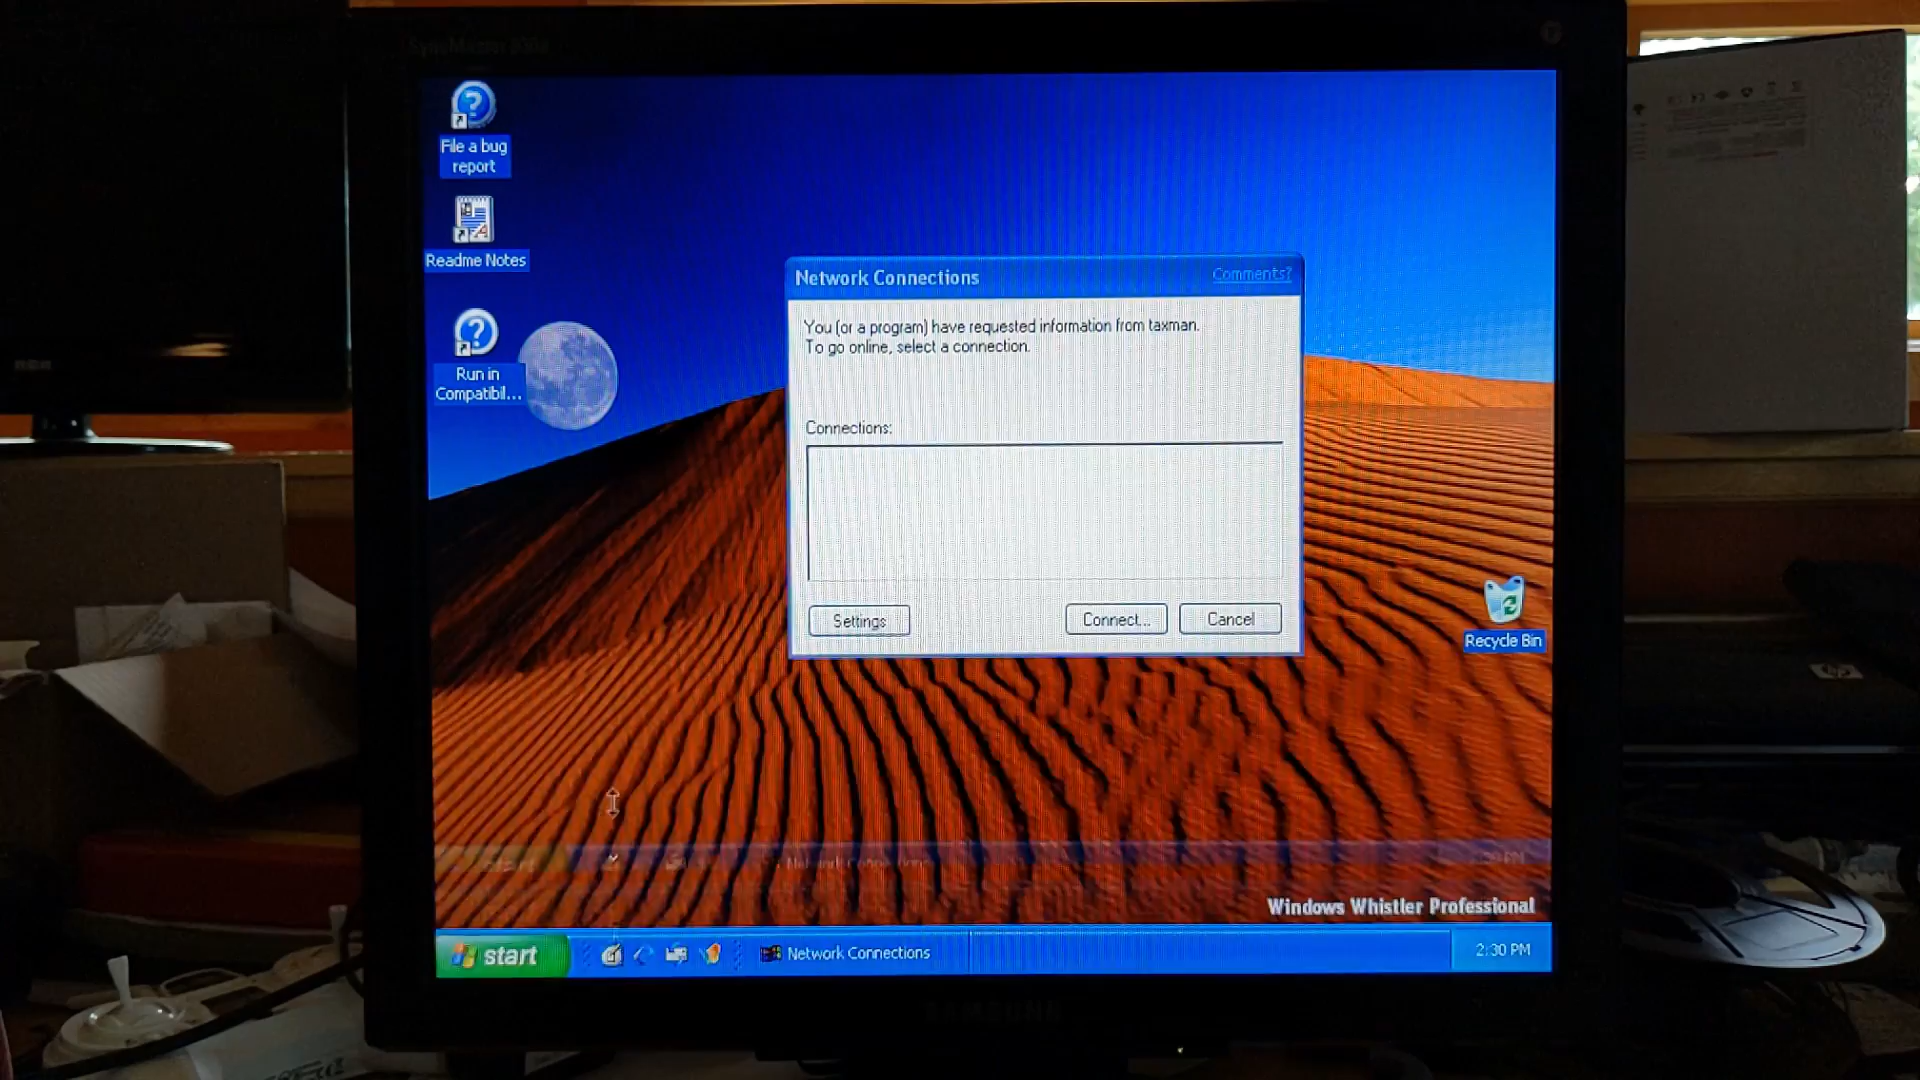 File a bug
report
Readme Notes
Run in
Compatibil...
Network Connections
Comments?
You (or a program) have requested information from taxman.
To go online, select a connection.
Connections:
Settings
Connect...
Cancel
Recycle Bin
Windows Whistler Professional
start
Network Connections
2:30 PM
SAMSUNG